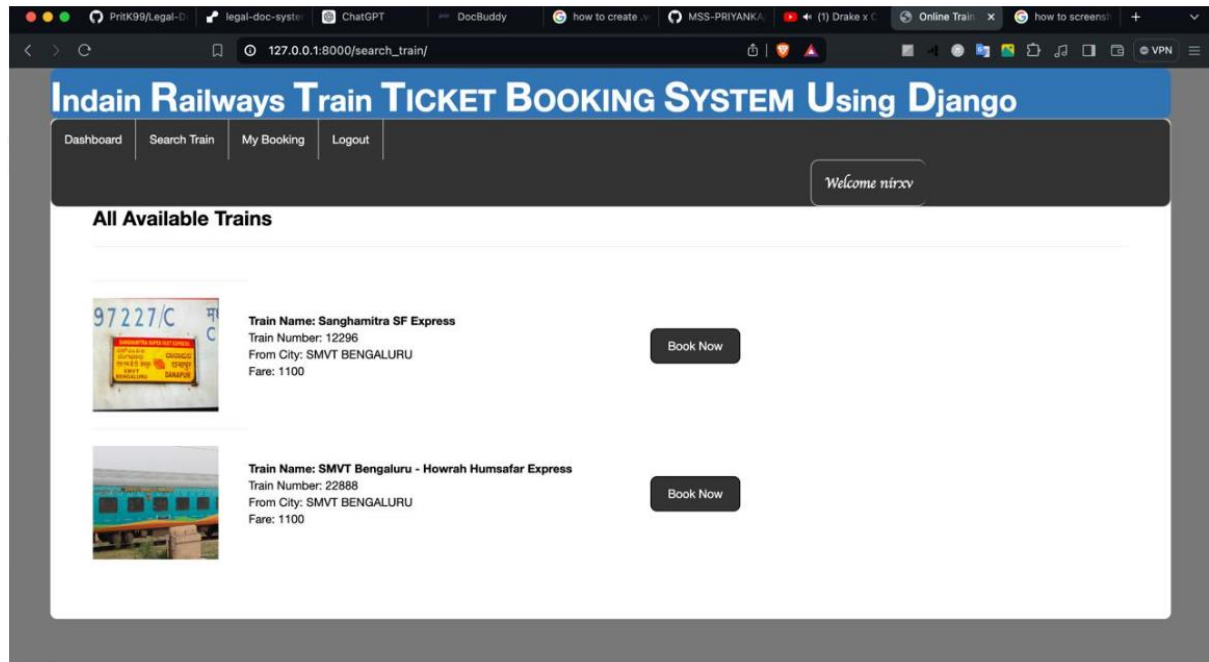 PritK99/Legal-D
legal-doc-syste
ChatGPT
DocBuddy
how to create .v
MSS-PRIYANKA
(1) Drake x C
Online Train
how to screensh
127.0.0.1:8000/search_train/
VPN
Indain Railways Train TICKET BOOKING SYSTEM Using Django
Dashboard
Search Train
My Booking
Logout
Welcome nirxv
All Available Trains
97227/C
Train Name: Sanghamitra SF Express
Train Number: 12296
From City: SMVT BENGALURU
Fare: 1100
Book Now
SMVT
BENGALURU
DANAPUR
Train Name: SMVT Bengaluru - Howrah Humsafar Express
Train Number: 22888
From City: SMVT BENGALURU
Fare: 1100
Book Now